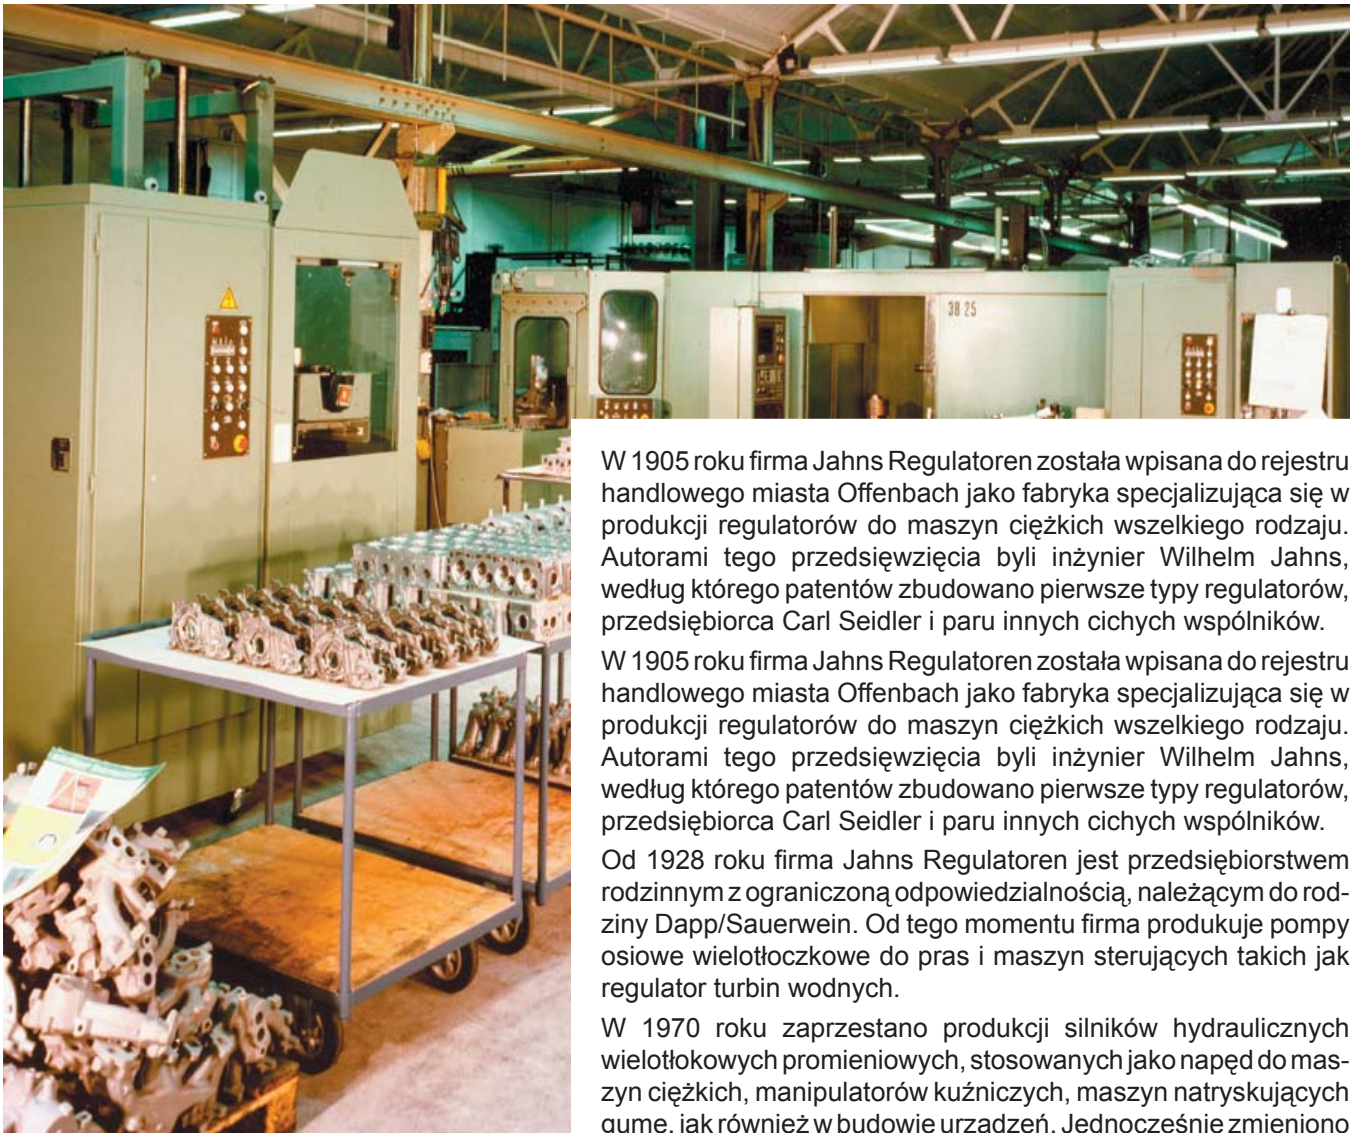 38 25
W 1905 roku firma Jahns Regulatoren została wpisana do rejestru
handlowego miasta Offenbach jako fabryka specjalizująca się w
produkcji regulatorów do maszyn ciężkich wszelkiego rodzaju.
Autorami tego przedsięwzięcia byli inżynier Wilhelm Jahns,
według którego patentów zbudowano pierwsze typy regulatorów,
przedsiębiorca Carl Seidler i paru innych cichych wspólników.
W 1905 roku firma Jahns Regulatoren została wpisana do rejestru
handlowego miasta Offenbach jako fabryka specjalizująca się w
produkcji regulatorów do maszyn ciężkich wszelkiego rodzaju.
Autorami tego przedsięwzięcia byli inżynier Wilhelm Jahns,
według którego patentów zbudowano pierwsze typy regulatorów,
przedsiębiorca Carl Seidler i paru innych cichych wspólników.
Od 1928 roku firma Jahns Regulatoren jest przedsiębiorstwem
rodzinnym z ograniczoną odpowiedzialnością, należącym do rod-
ziny Dapp/Sauerwein. Od tego momentu firma produkuje pompy
osiowe wielotłoczkowe do pras i maszyn sterujących takich jak
regulator turbin wodnych.
W 1970 roku zaprzestano produkcji silników hydraulicznych
wielotłokowych promieniowych, stosowanych jako napęd do mas-
zyn ciężkich, manipulatorów kuźniczych, maszyn natryskujących
gumę, jak również w budowie urządzeń. Jednocześnie zmieniono